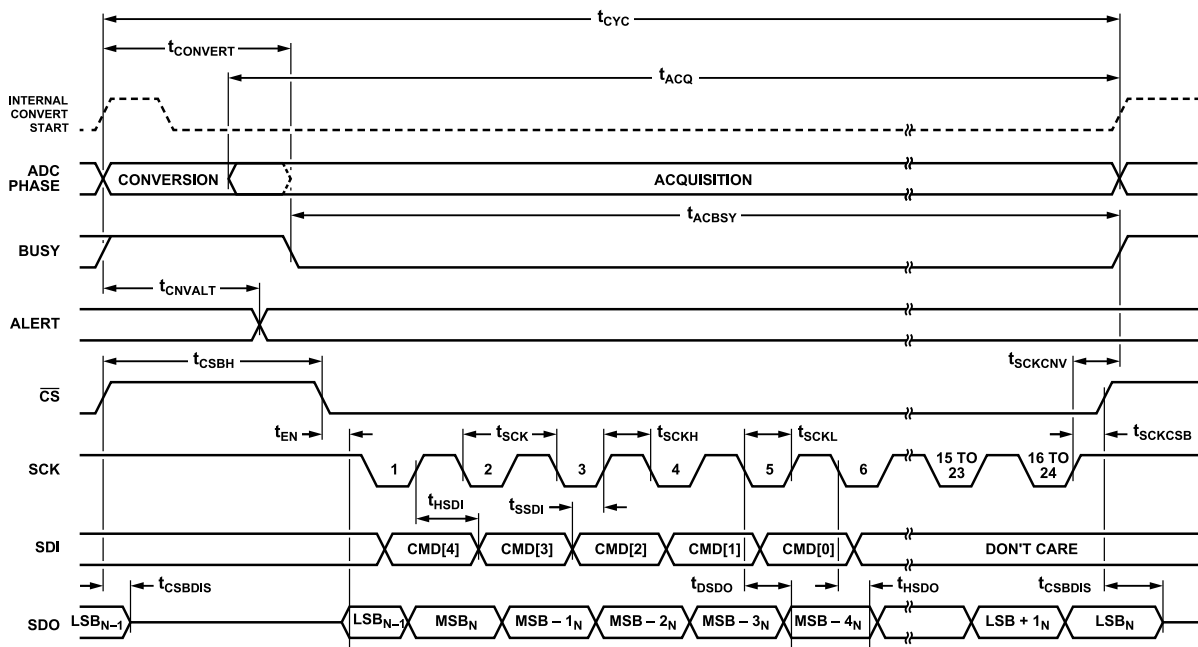 tCYC
tCONVERT
tACQ
INTERNAL
CONVERT
START
ADC
PHASE
CONVERSION
ACQUISITION
tACBSY
BUSY
tCNVALT
ALERT
tCSBH
tSCKCNV
CS
tEN
tSCK
tSCKH
tSCKL
tSCKCSB
SCK
1
2
3
4
5
6
15 TO
23
16 TO
24
tHSDI
tSSDI
SDI
CMD[4]
CMD[3]
CMD[2]
CMD[1]
CMD[0]
DON'T CARE
tCSBDIS
tDSDO
tHSDO
tCSBDIS
SDO
LSBN–1
LSBN–1
MSBN
MSB – 1N
MSB – 2N
MSB – 3N
MSB – 4N
LSB + 1N
LSBN